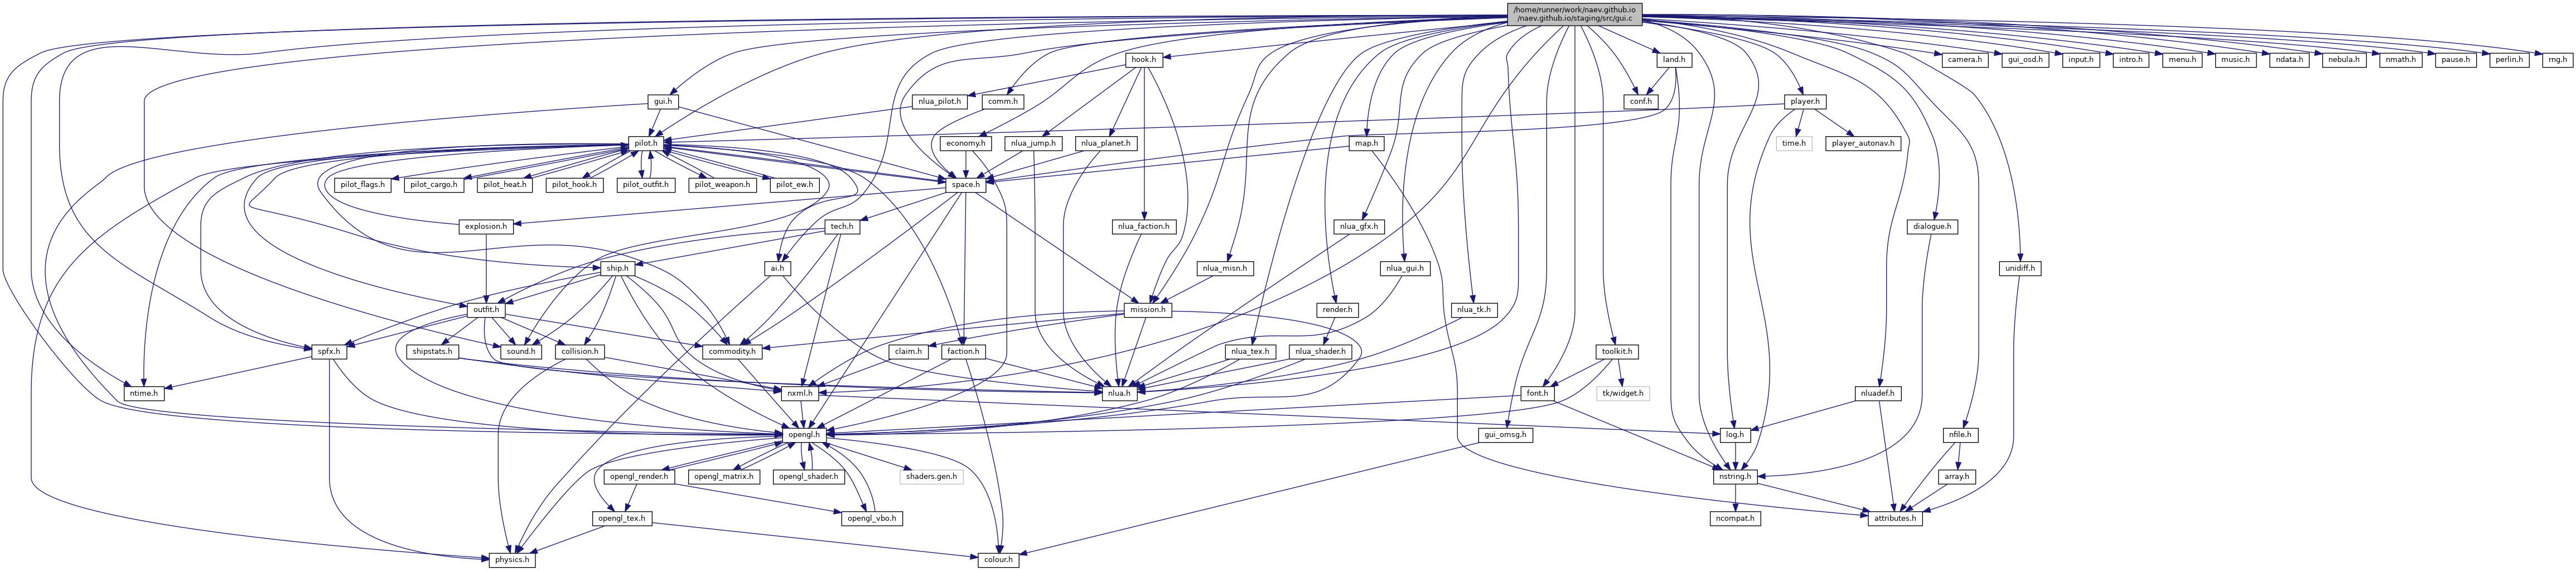 /home/runner/work/naev.github.io
/naev.github.io/staging/src/gui.c
hook.h
land.h
camera.h
gui_osd.h
input.h
intro.h
menu.h
music.h
ndata.h
nebula.h
nmath.h
pause.h
perlin.h
rng.h
gui.h
nlua_pilot.h
comm.h
conf.h
player.h
pilot.h
economy.h
nlua_jump.h
nlua_planet.h
map.h
time.h
player_autonav.h
pilot_flags.h
pilot_cargo.h
pilot_heat.h
pilot_hook.h
pilot_outfit.h
pilot_weapon.h
pilot_ew.h
space.h
explosion.h
tech.h
nlua_faction.h
nlua_gfx.h
dialogue.h
ship.h
ai.h
nlua_misn.h
nlua_gui.h
unidiff.h
outfit.h
mission.h
render.h
nlua_tk.h
spfx.h
shipstats.h
sound.h
collision.h
commodity.h
claim.h
faction.h
nlua_tex.h
nlua_shader.h
toolkit.h
ntime.h
nxml.h
nlua.h
font.h
tk/widget.h
nluadef.h
opengl.h
gui_omsg.h
log.h
nfile.h
opengl_render.h
opengl_matrix.h
opengl_shader.h
shaders.gen.h
nstring.h
array.h
opengl_tex.h
opengl_vbo.h
ncompat.h
attributes.h
physics.h
colour.h